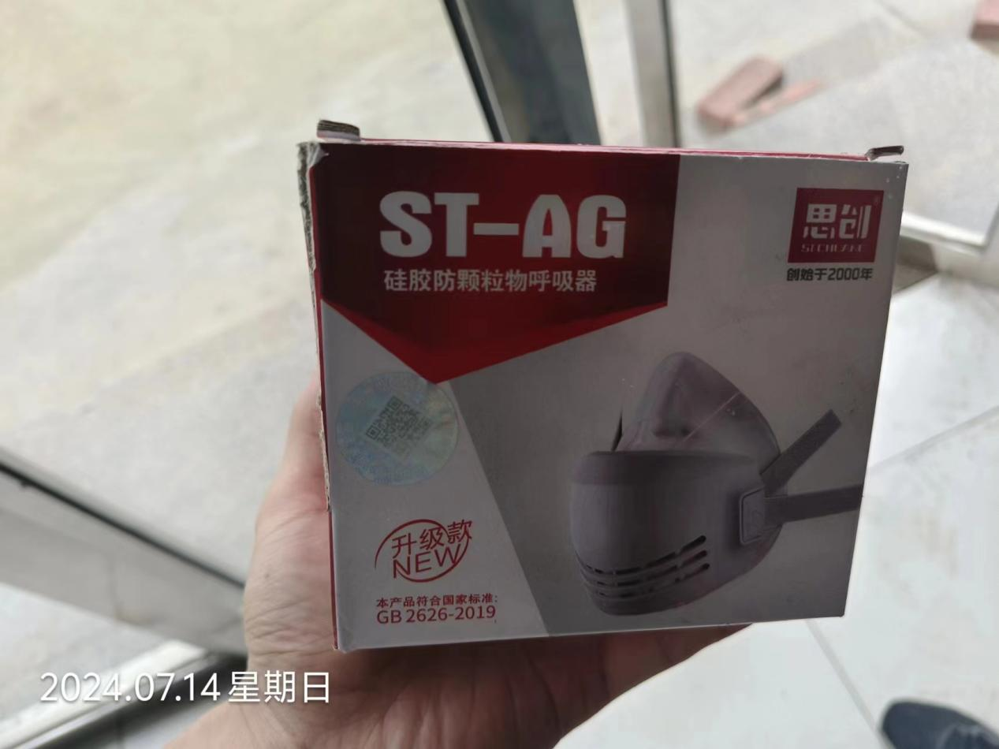 ST-AG
硅胶防颗粒物呼吸器
思创®
SICHUANG
创始于2000年
升级款
NEW
本产品符合国家标准:
GB 2626-2019
2024.07.14 星期日